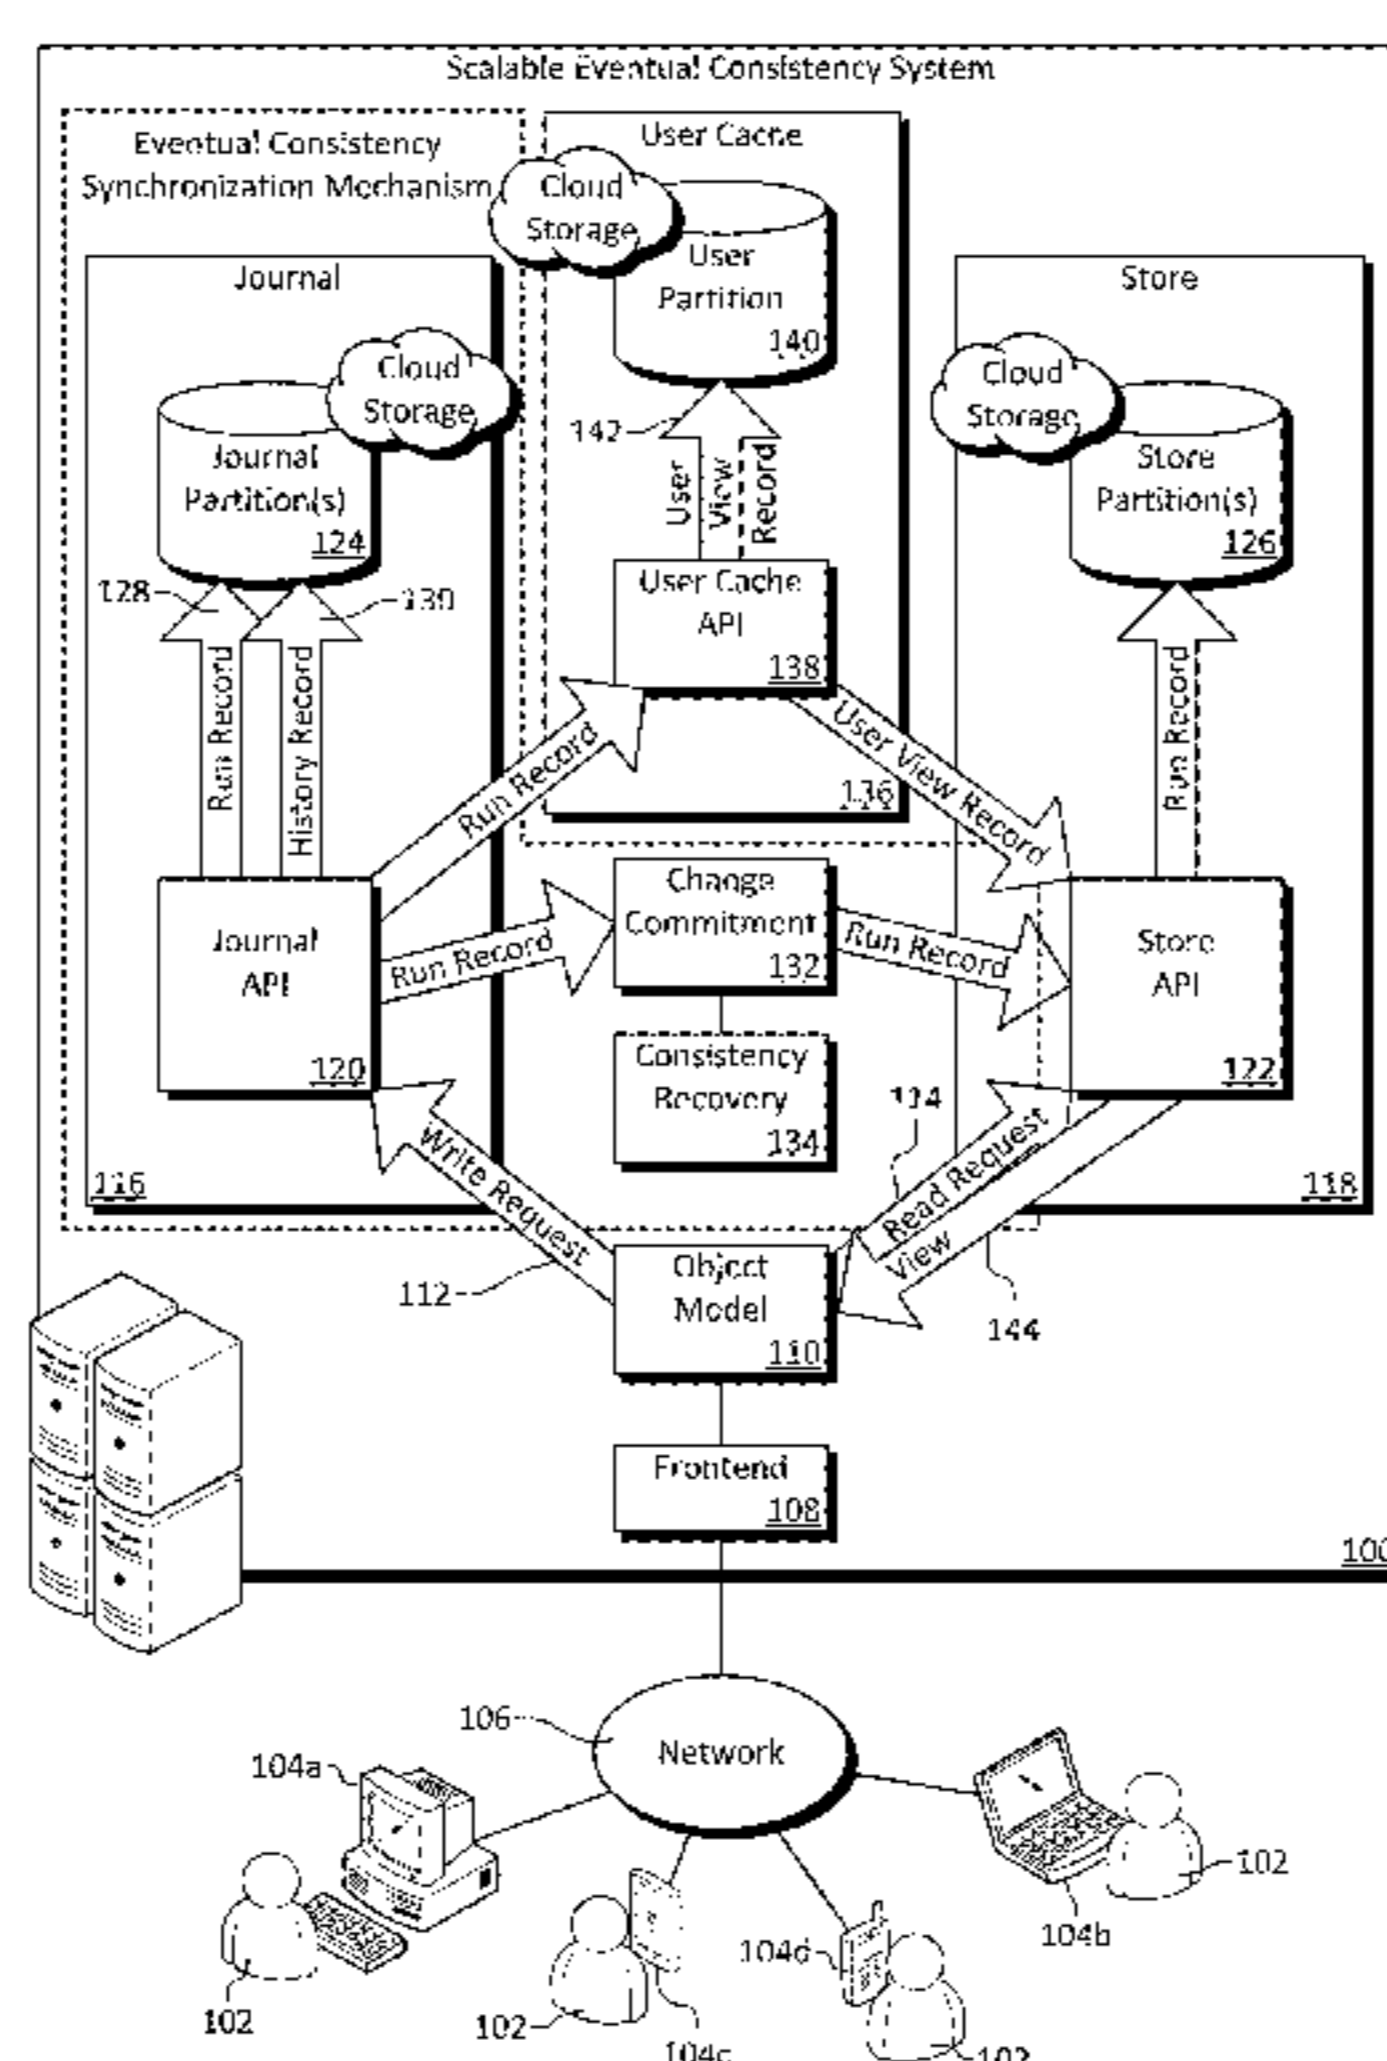 Scalable Eventual Consistency System
Eventual Consistency
Synchronization Mechanism
User Cache
Cloud
Storage
User
Partition
140
142
User
View
Record
User Cache
API
138
136
Journal
Cloud
Storage
Journal
Partition(s)
124
128
130
Run Record
History Record
Journal
API
120
116
Store
Cloud
Storage
Store
Partition(s)
126
Run Record
Store
API
122
118
Run Record
User View Record
Run Record
Change
Commitment
132
Run Record
Consistency
Recovery
134
Write Request
112
114
Read Request
View
144
Object
Model
110
Frontend
108
100
106
Network
104a
102
102
104c
104d
102
104b
102